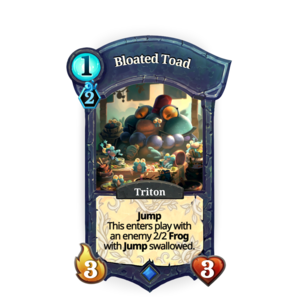 Bloated Toad
1
2
Triton
Jump
This enters play with
an enemy 2/2 Frog
with Jump swallowed.
3
3